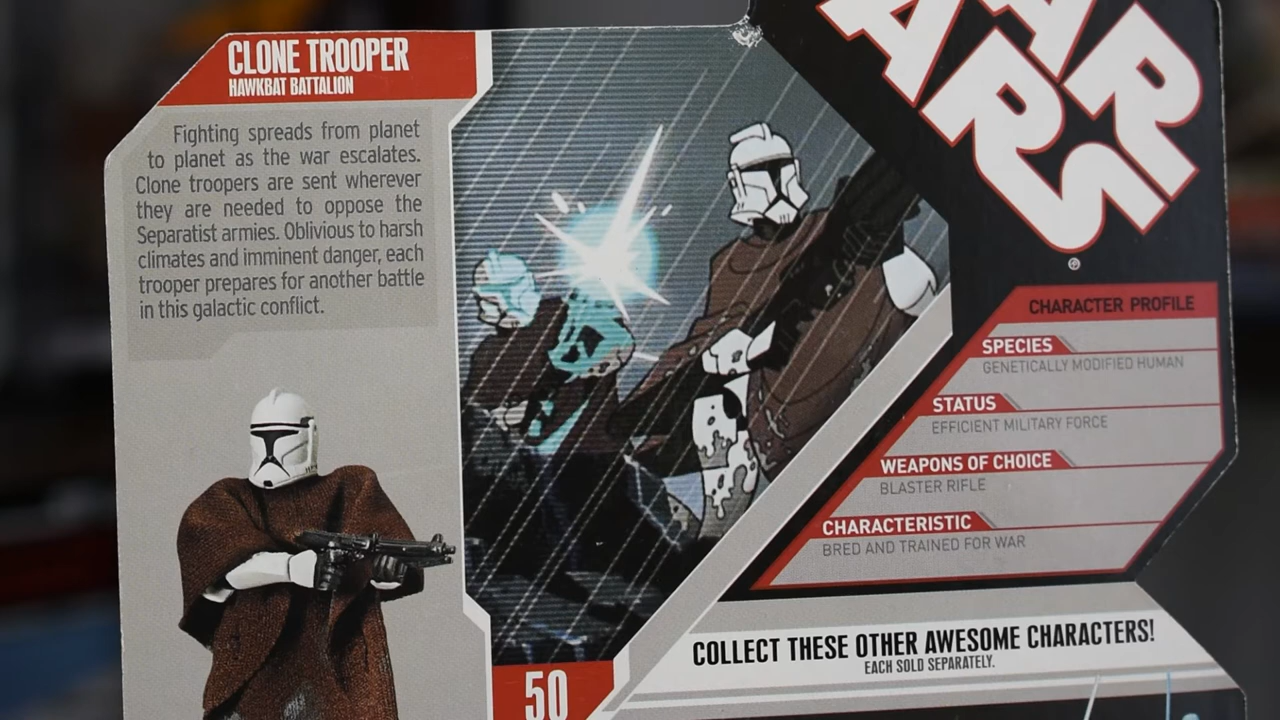 CLONE TROOPER
HAWKBAT BATTALION
Fighting spreads from planet
to planet as the war escalates.
Clone troopers are sent wherever
they are needed to oppose the
Separatist armies. Oblivious to harsh
climates and imminent danger, each
trooper prepares for another battle
in this galactic conflict.
AR
ARS
CHARACTER PROFILE
SPECIES
GENETICALLY MODIFIED HUMAN
STATUS
EFFICIENT MILITARY FORCE
WEAPONS OF CHOICE
BLASTER RIFLE
CHARACTERISTIC
BRED AND TRAINED FOR WAR
COLLECT THESE OTHER AWESOME CHARACTERS!
EACH SOLD SEPARATELY.
50